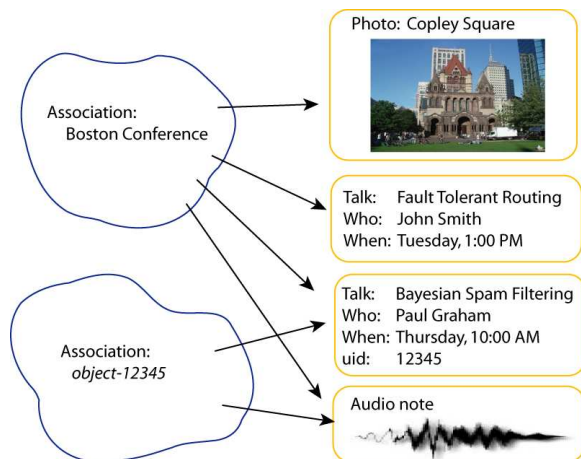 Association:
Boston Conference
Association:
object-12345
Photo: Copley Square
Talk: Fault Tolerant Routing
Who: John Smith
When: Tuesday, 1:00 PM
Talk: Bayesian Spam Filtering
Who: Paul Graham
When: Thursday, 10:00 AM
uid: 12345
Audio note